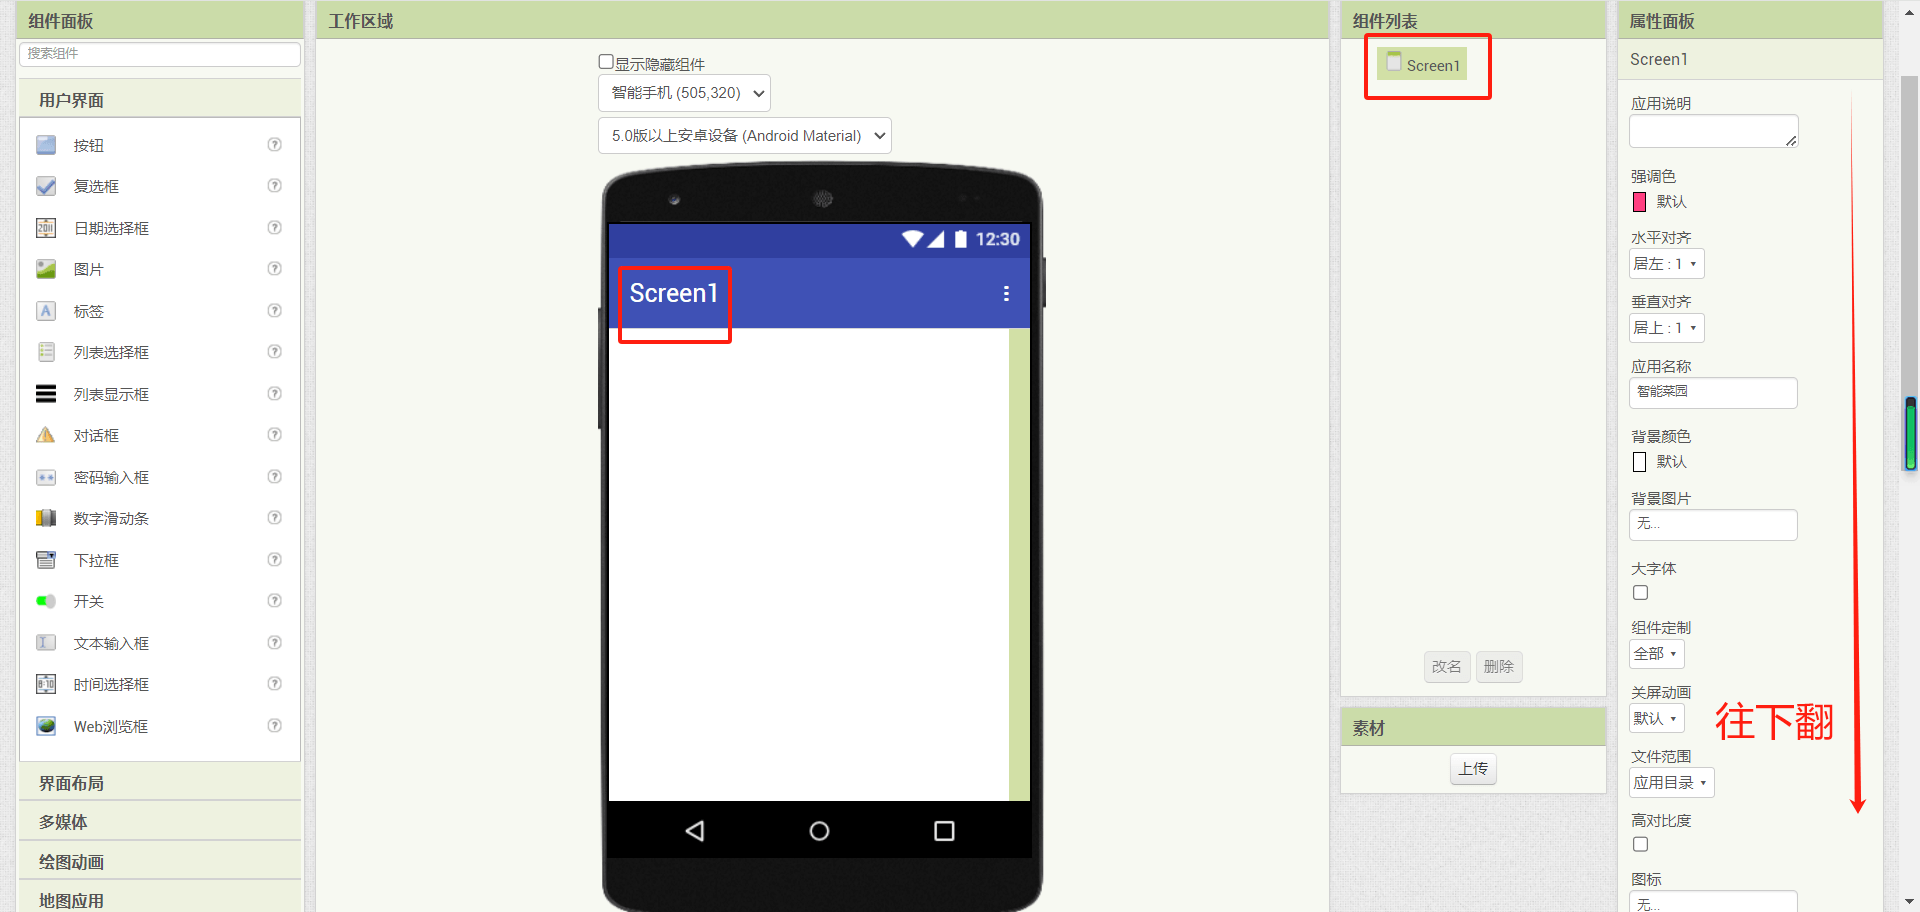 组件面板
搜索组件
用户界面
按钮
复选框
日期选择框
图片
标签
列表选择框
列表显示框
对话框
密码输入框
数字滑动条
下拉框
开关
文本输入框
时间选择框
Web浏览框
界面布局
多媒体
绘图动画
地图应用
工作区域
显示隐藏组件
智能手机 (505,320)
5.0版以上安卓设备 (Android Material)
12:30
Screen1
组件列表
Screen1
改名 删除
素材
上传
属性面板
Screen1
应用说明
强调色
默认
水平对齐
居左 : 1
垂直对齐
居上 : 1
应用名称
智能菜园
背景颜色
默认
背景图片
无...
大字体
组件定制
全部
关屏动画
默认
往下翻
文件范围
应用目录
高对比度
图标
无...